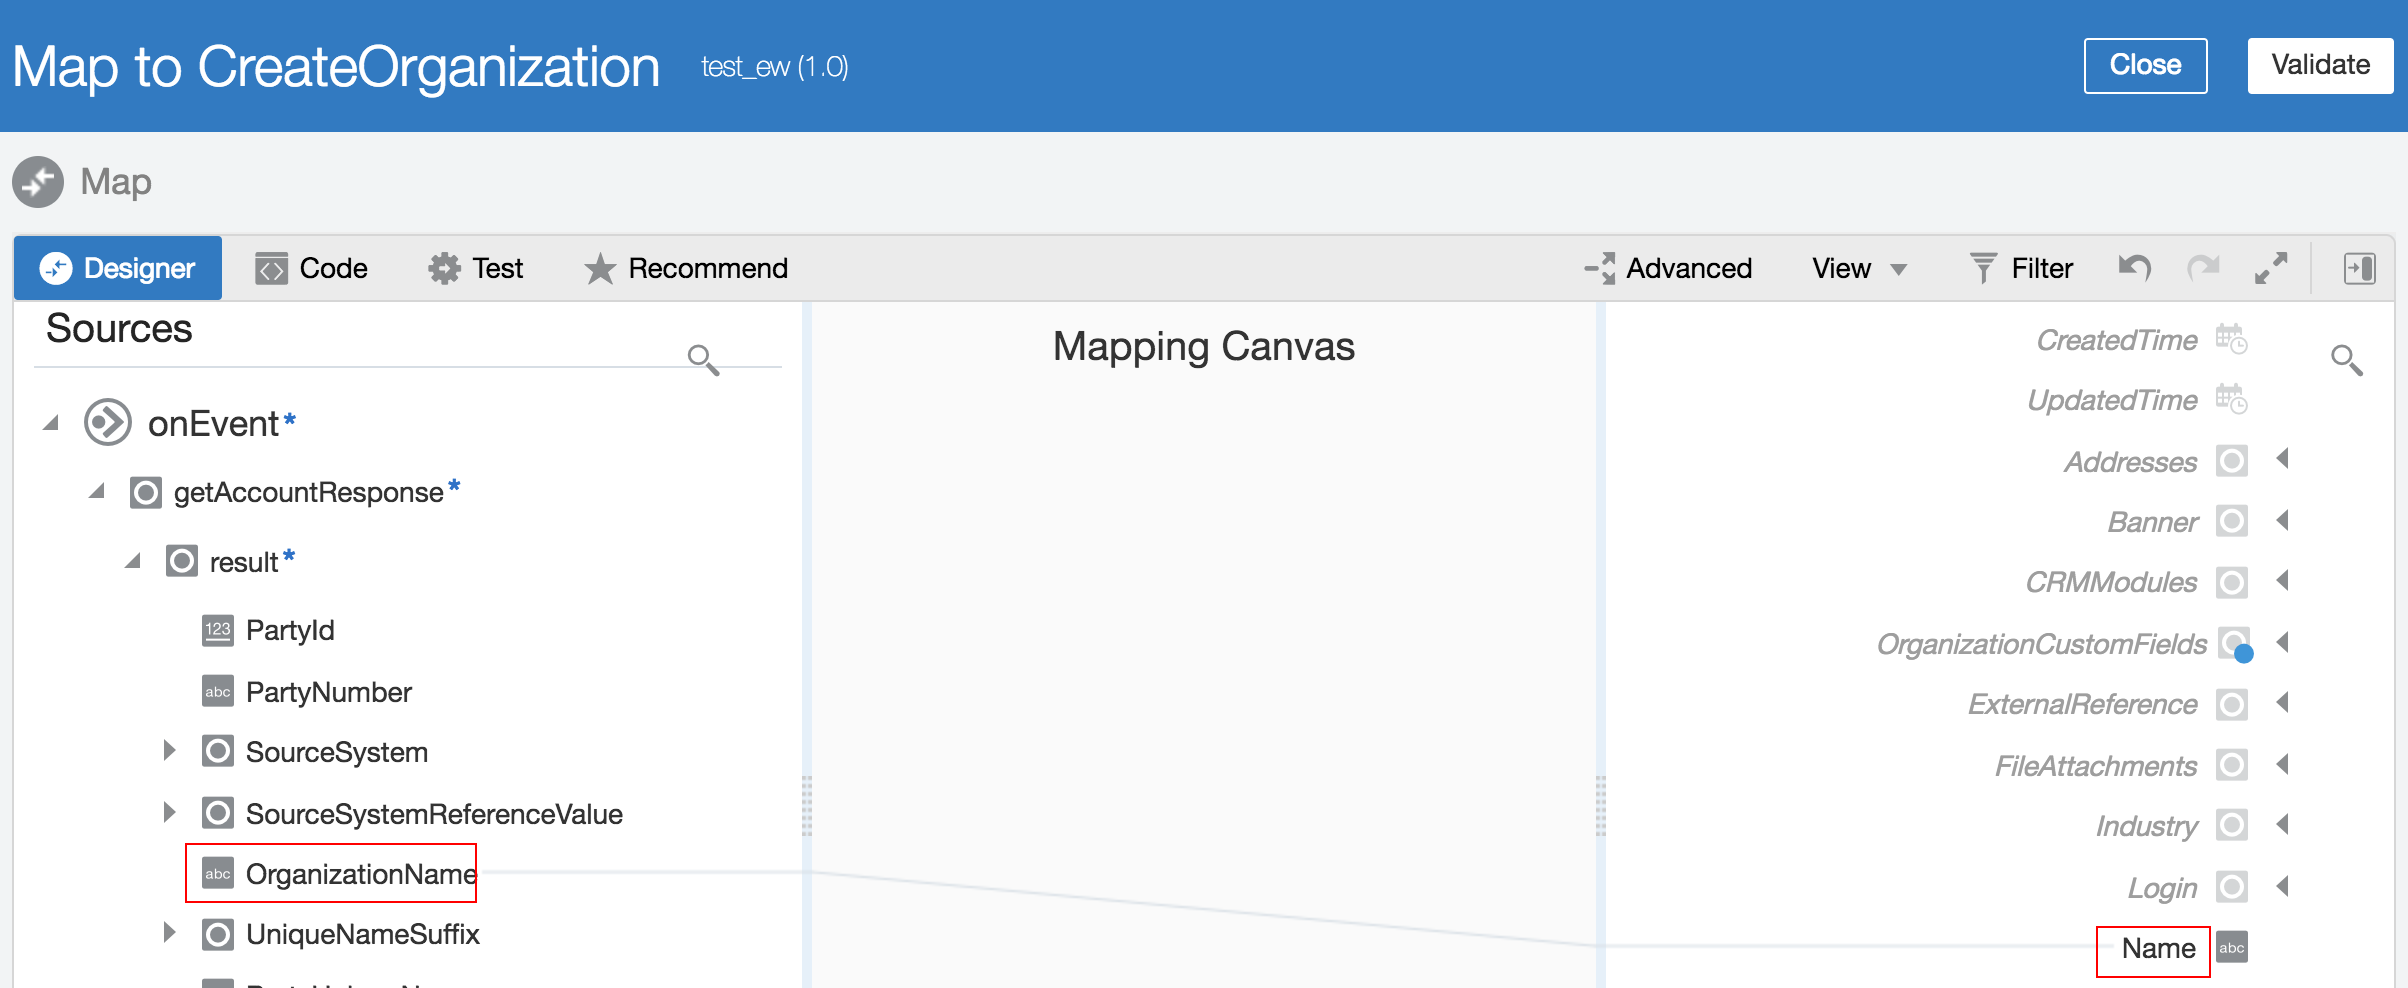 Map to CreateOrganization test_ew (1.0) Close Validate
Map
Designer Code Test Recommend Advanced View Filter
Sources
Mapping Canvas
onEvent*
getAccountResponse*
result*
123 PartyId
abc PartyNumber
SourceSystem
SourceSystemReferenceValue
abc OrganizationName
UniqueNameSuffix
CreatedTime
UpdatedTime
Addresses
Banner
CRMModules
OrganizationCustomFields
ExternalReference
FileAttachments
Industry
Login
Name abc